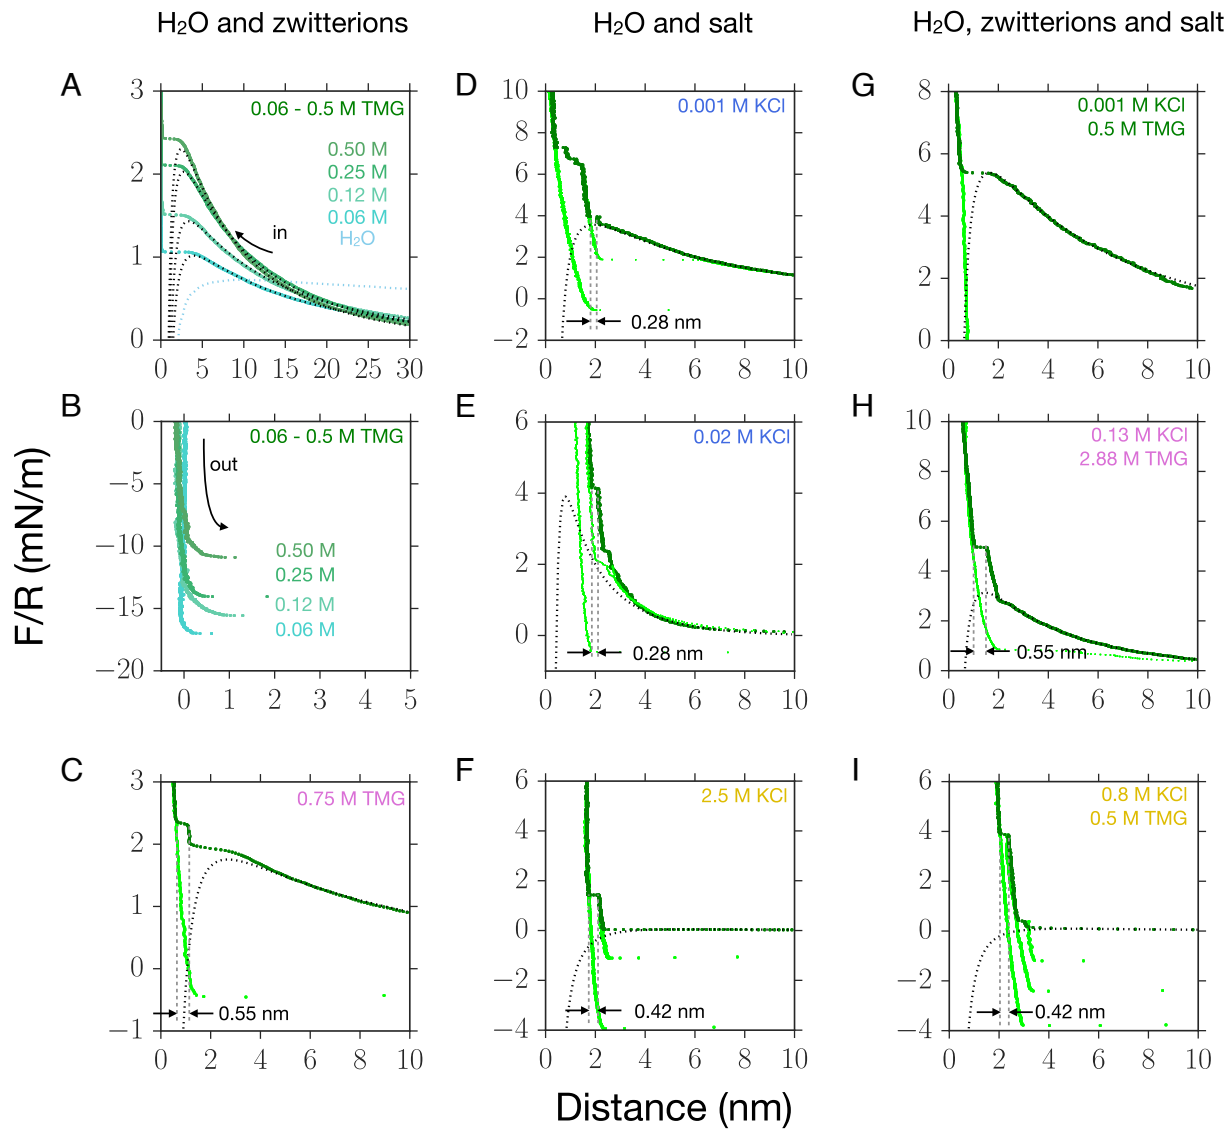 H₂O and zwitterions
H₂O and salt
H₂O, zwitterions and salt
A
3
2
1
0
0 5 10 15 20 25 30
0.06 - 0.5 M TMG
0.50 M
0.25 M
0.12 M
0.06 M
H₂O
in
D
10
8
6
4
2
0
−2
0 2 4 6 8 10
0.001 M KCl
0.28 nm
G
8
6
4
2
0
0 2 4 6 8 10
0.001 M KCl
0.5 M TMG
B
0
−5
−10
−15
−20
0 1 2 3 4 5
0.06 - 0.5 M TMG
out
0.50 M
0.25 M
0.12 M
0.06 M
E
6
4
2
0
0 2 4 6 8 10
0.02 M KCl
0.28 nm
H
10
8
6
4
2
0
0 2 4 6 8 10
0.13 M KCl
2.88 M TMG
0.55 nm
C
3
2
1
0
−1
0 2 4 6 8 10
0.75 M TMG
0.55 nm
F
6
4
2
0
−2
−4
0 2 4 6 8 10
2.5 M KCl
0.42 nm
I
6
4
2
0
−2
−4
0 2 4 6 8 10
0.8 M KCl
0.5 M TMG
0.42 nm
F/R (mN/m)
Distance (nm)